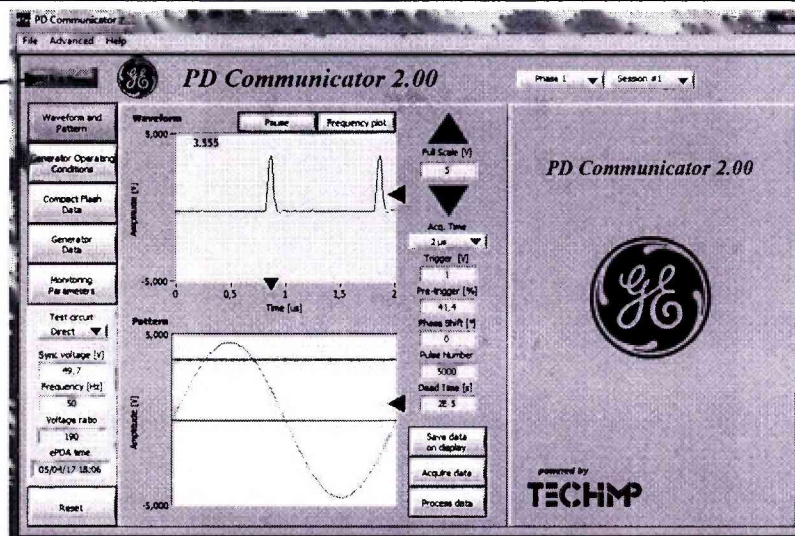 PD Communicator 2
File Advanced Help
GE
PD Communicator 2.00
Phase 1
Session #1
Waveform and
Pattern
Generator Operating
Conditions
Compact Flash
Data
Generator
Data
Monitoring
Parameters
Test circuit
Direct
Sync voltage [V]
49,7
Frequency [Hz]
50
Voltage ratio
190
ePDA time
05/04/17 18:06
Reset
Waveform
Pause
Frequency plot
5,000
3.555
Amplitude [V]
-5,000
0
0,5
1
1,5
2
Time [us]
Pattern
5,000
Amplitude [V]
-5,000
Full Scale [V]
5
Acq. Time
2 µs
Trigger [V]
1
Pre-trigger [%]
41,4
Phase Shift [°]
0
Pulse Number
5000
Dead Time [s]
2E-5
Save data
on display
Acquire data
Process data
PD Communicator 2.00
GE
powered by
TECHIMP